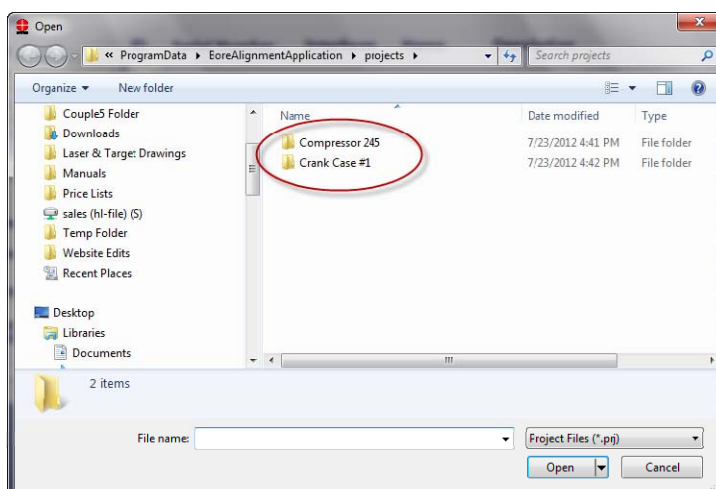 Open
« ProgramData ▸ EoreAlignmentApplication ▸ projects ▸
Search projects
Organize ▾ New folder
Name Date modified Type
Couple5 Folder
Downloads
Laser & Targe: Drawings
Manuals
Price Lists
sales (hl-file) (S)
Temp Folder
Website Edits
Recent Places
Desktop
Libraries
Documents
Compressor 245 7/23/2012 4:41 PM File folder
Crank Case #1 7/23/2012 4:42 PM File folder
2 items
File name:
Project Files (*.prj)
Open Cancel